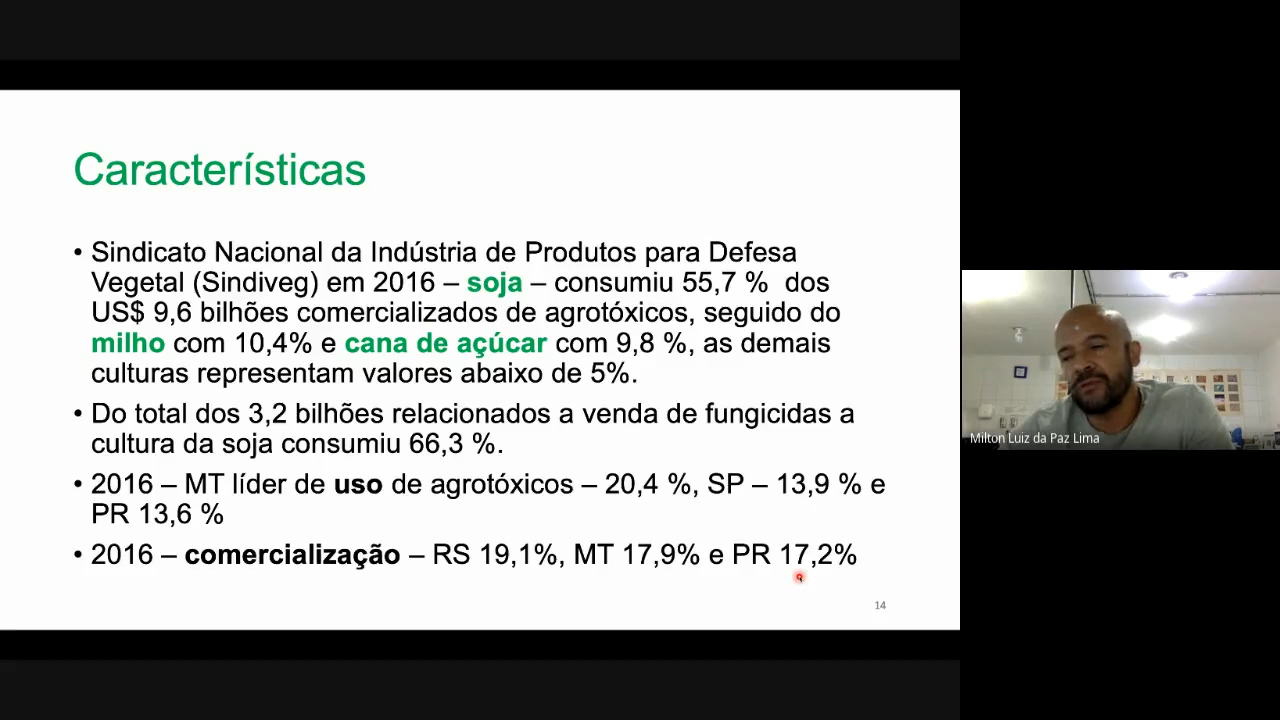 Características
• Sindicato Nacional da Indústria de Produtos para Defesa
Vegetal (Sindiveg) em 2016 – soja – consumiu 55,7 % dos
US$ 9,6 bilhões comercializados de agrotóxicos, seguido do
milho com 10,4% e cana de açúcar com 9,8 %, as demais
culturas representam valores abaixo de 5%.
• Do total dos 3,2 bilhões relacionados a venda de fungicidas a
cultura da soja consumiu 66,3 %.
• 2016 – MT líder de uso de agrotóxicos – 20,4 %, SP – 13,9 % e
PR 13,6 %
• 2016 – comercialização – RS 19,1%, MT 17,9% e PR 17,2%
14
Milton Luiz da Paz Lima